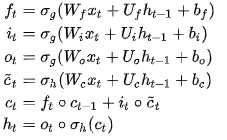 f_t = σ_g(W_f x_t + U_f h_{t-1} + b_f)
i_t = σ_g(W_i x_t + U_i h_{t-1} + b_i)
o_t = σ_g(W_o x_t + U_o h_{t-1} + b_o)
c̃_t = σ_h(W_c x_t + U_c h_{t-1} + b_c)
c_t = f_t ∘ c_{t-1} + i_t ∘ c̃_t
h_t = o_t ∘ σ_h(c_t)